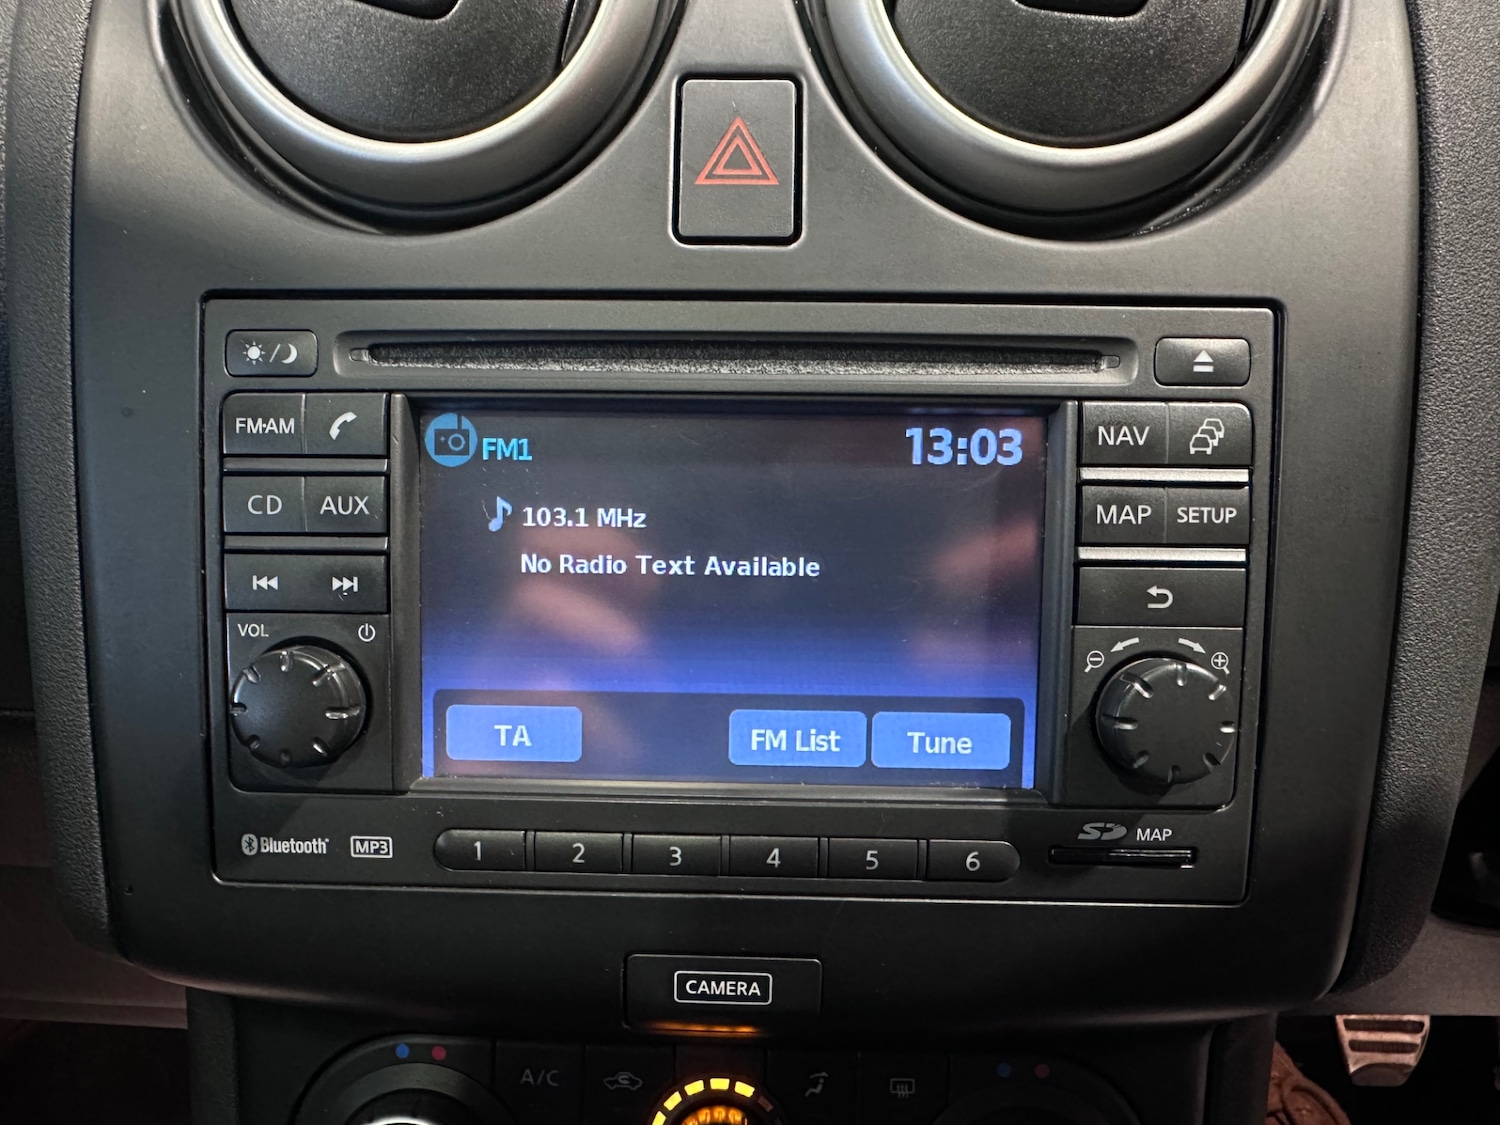 FM·AM
CD AUX
VOL
FM1
13:03
103.1 MHz
No Radio Text Available
TA FM List Tune
NAV
MAP SETUP
Bluetooth MP3
1 2 3 4 5 6
SD MAP
CAMERA
A/C